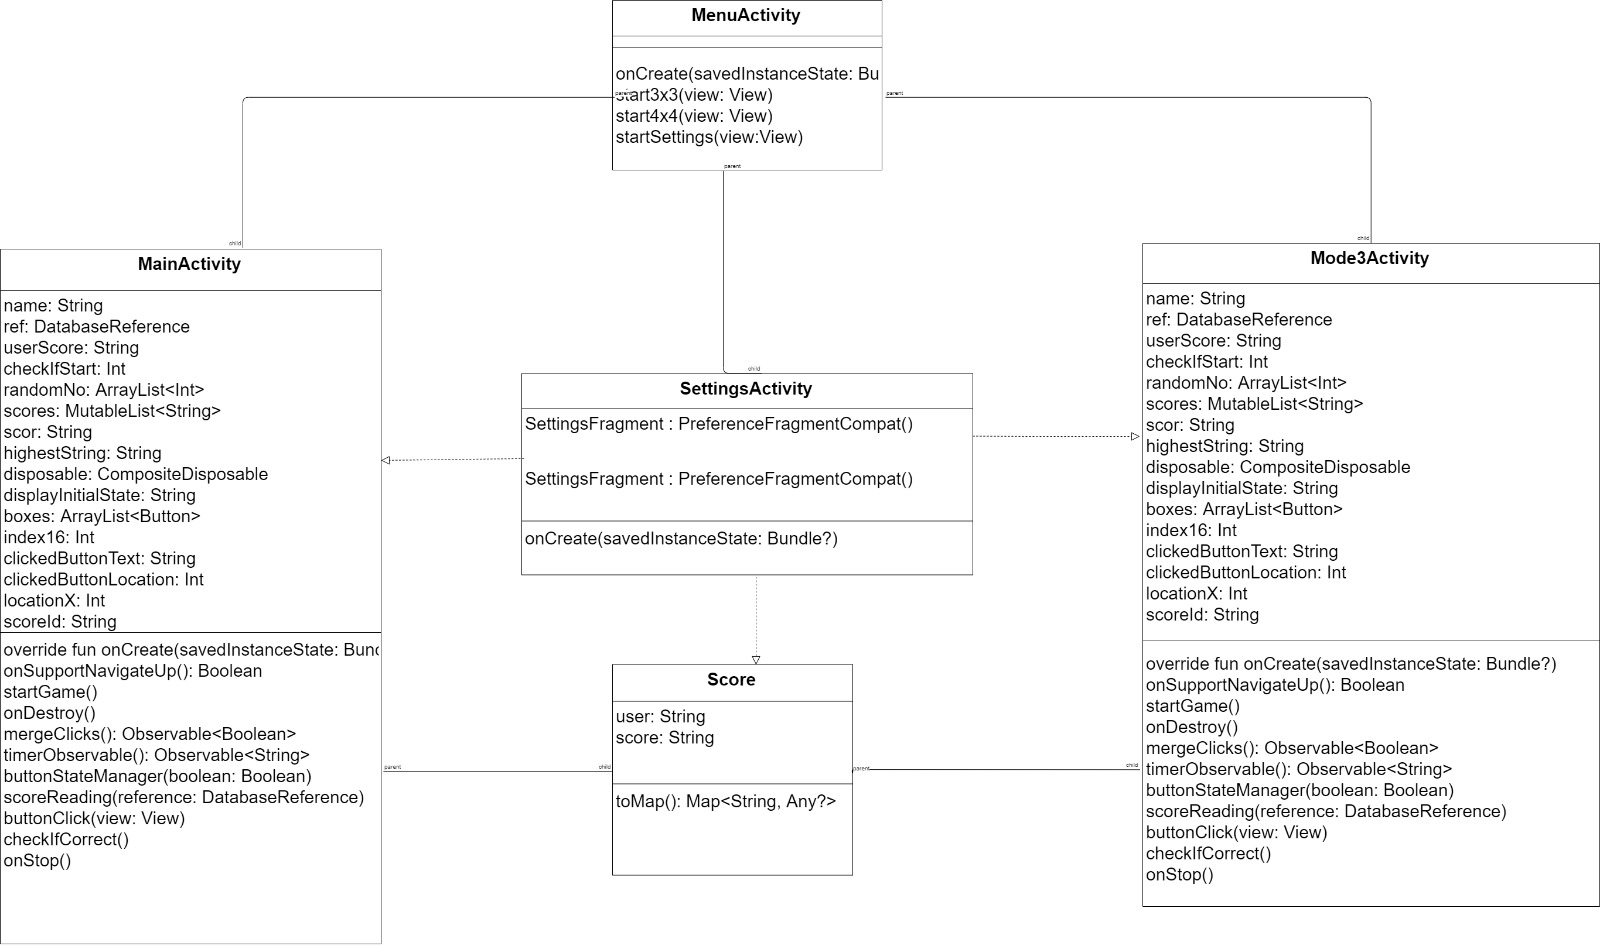 MenuActivity
onCreate(savedInstanceState: Bu
start3x3(view: View)
start4x4(view: View)
startSettings(view:View)
parent
parent
parent
child
MainActivity
name: String
ref: DatabaseReference
userScore: String
checkIfStart: Int
randomNo: ArrayList<Int>
scores: MutableList<String>
scor: String
highestString: String
disposable: CompositeDisposable
displayInitialState: String
boxes: ArrayList<Button>
index16: Int
clickedButtonText: String
clickedButtonLocation: Int
locationX: Int
scoreId: String
override fun onCreate(savedInstanceState: Bund
onSupportNavigateUp(): Boolean
startGame()
onDestroy()
mergeClicks(): Observable<Boolean>
timerObservable(): Observable<String>
buttonStateManager(boolean: Boolean)
scoreReading(reference: DatabaseReference)
buttonClick(view: View)
checkIfCorrect()
onStop()
child
SettingsActivity
SettingsFragment : PreferenceFragmentCompat()
SettingsFragment : PreferenceFragmentCompat()
onCreate(savedInstanceState: Bundle?)
parent
child
Score
user: String
score: String
toMap(): Map<String, Any?>
parent
child
child
Mode3Activity
name: String
ref: DatabaseReference
userScore: String
checkIfStart: Int
randomNo: ArrayList<Int>
scores: MutableList<String>
scor: String
highestString: String
disposable: CompositeDisposable
displayInitialState: String
boxes: ArrayList<Button>
index16: Int
clickedButtonText: String
clickedButtonLocation: Int
locationX: Int
scoreId: String
override fun onCreate(savedInstanceState: Bundle?)
onSupportNavigateUp(): Boolean
startGame()
onDestroy()
mergeClicks(): Observable<Boolean>
timerObservable(): Observable<String>
buttonStateManager(boolean: Boolean)
scoreReading(reference: DatabaseReference)
buttonClick(view: View)
checkIfCorrect()
onStop()